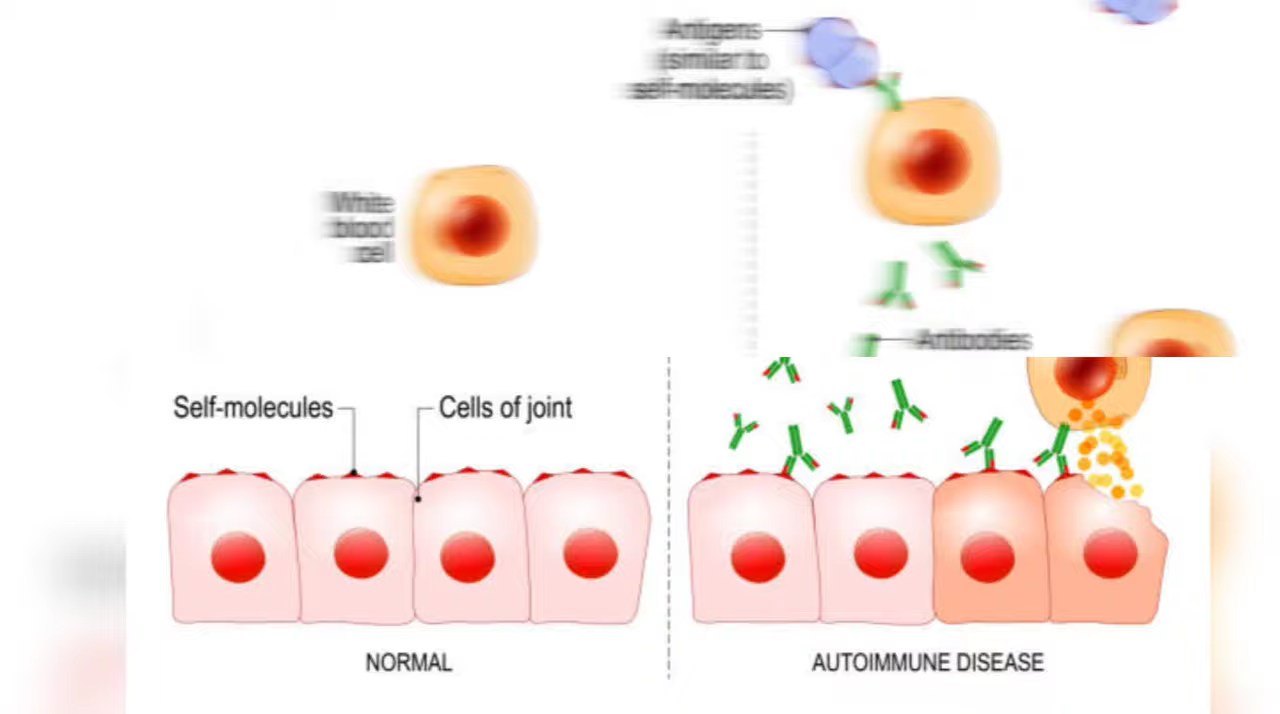 Antigens
(similar to
self-molecules)
White
blood
cell
Antibodies
Self-molecules
Cells of joint
NORMAL
AUTOIMMUNE DISEASE